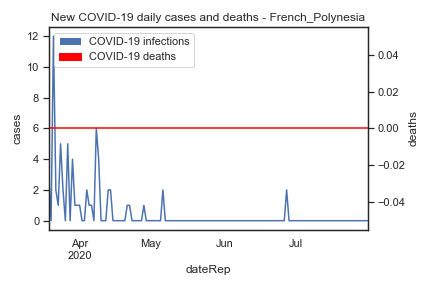 New COVID-19 daily cases and deaths - French_Polynesia
COVID-19 infections
COVID-19 deaths
12
10
8
6
4
2
0
cases
0.04
0.02
0.00
−0.02
−0.04
deaths
Apr
2020
May
Jun
Jul
dateRep